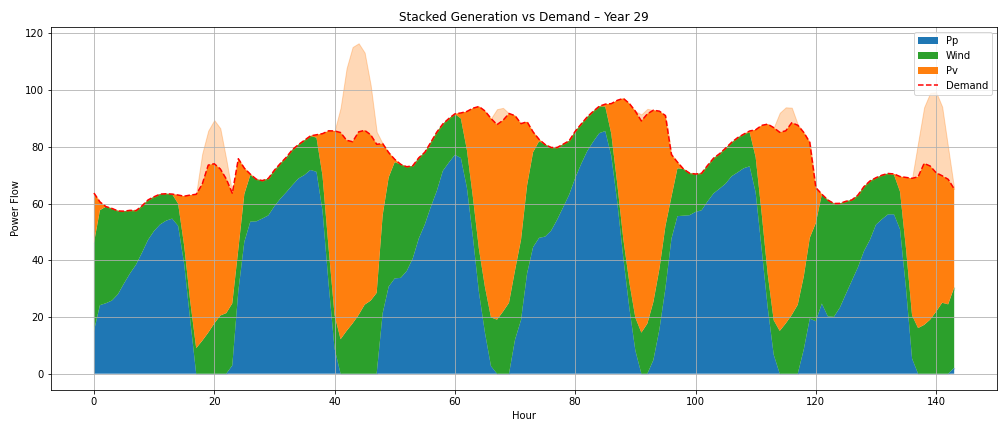 Stacked Generation vs Demand – Year 29
120
100
80
60
40
20
0
Power Flow
0 20 40 60 80 100 120 140
Hour
Pp
Wind
Pv
Demand